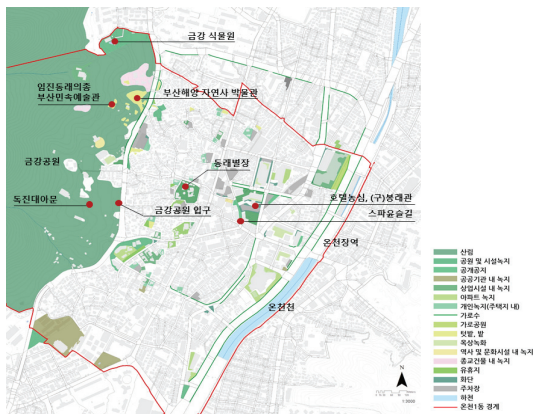 금강 식물원
임진동래의총
부산민속예술관
부산해양 자연사 박물관
금강공원
동래별장
독진대아문
금강공원 입구
호텔농심, (구)봉래관
스파윤슬길
온천장역
온천천
산림
공원 및 시설녹지
공개공지
공공기관 내 녹지
상업시설 내 녹지
아파트 녹지
개인녹지(주택지 내)
가로수
가로공원
텃밭, 밭
옥상녹화
역사 및 문화시설 내 녹지
종교건물 내 녹지
유휴지
화단
주차장
하천
온천1동 경계
N